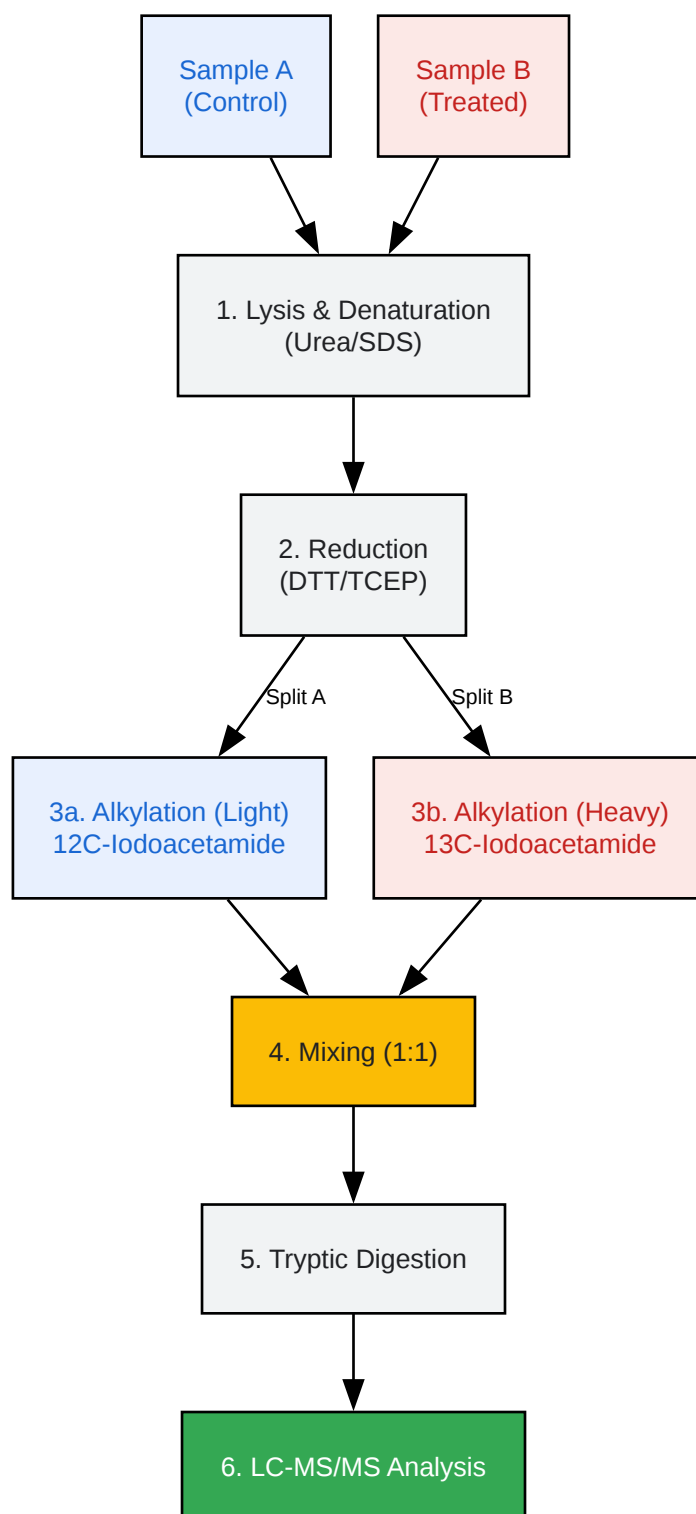 Sample A
(Control)
Sample B
(Treated)
1. Lysis & Denaturation
(Urea/SDS)
2. Reduction
(DTT/TCEP)
Split A
Split B
3a. Alkylation (Light)
12C-Iodoacetamide
3b. Alkylation (Heavy)
13C-Iodoacetamide
4. Mixing (1:1)
5. Tryptic Digestion
6. LC-MS/MS Analysis